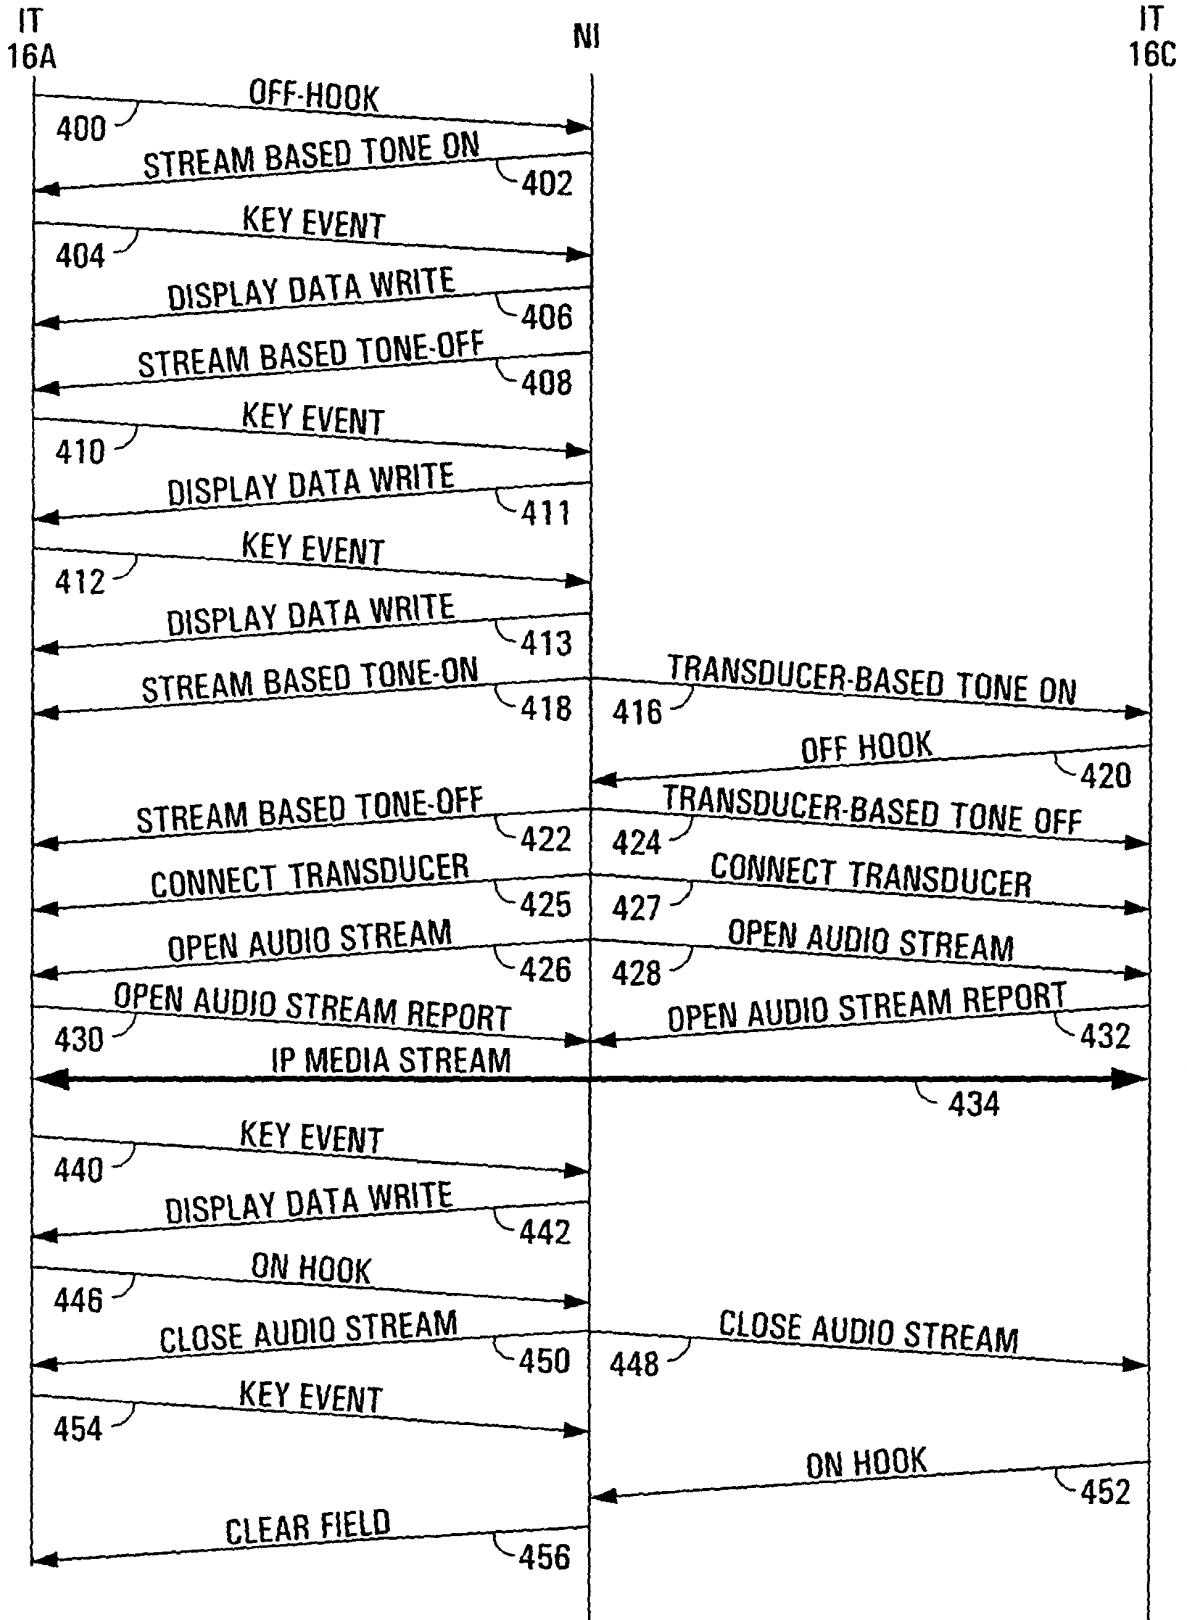 IT
16A
NI
IT
16C
OFF-HOOK
400
STREAM BASED TONE ON
402
KEY EVENT
404
DISPLAY DATA WRITE
406
STREAM BASED TONE-OFF
408
KEY EVENT
410
DISPLAY DATA WRITE
411
KEY EVENT
412
DISPLAY DATA WRITE
413
STREAM BASED TONE-ON
418
TRANSDUCER-BASED TONE ON
416
OFF HOOK
420
STREAM BASED TONE-OFF
422
TRANSDUCER-BASED TONE OFF
424
CONNECT TRANSDUCER
425
CONNECT TRANSDUCER
427
OPEN AUDIO STREAM
426
OPEN AUDIO STREAM
428
OPEN AUDIO STREAM REPORT
430
OPEN AUDIO STREAM REPORT
432
IP MEDIA STREAM
434
KEY EVENT
440
DISPLAY DATA WRITE
442
ON HOOK
446
CLOSE AUDIO STREAM
450
CLOSE AUDIO STREAM
448
KEY EVENT
454
ON HOOK
452
CLEAR FIELD
456